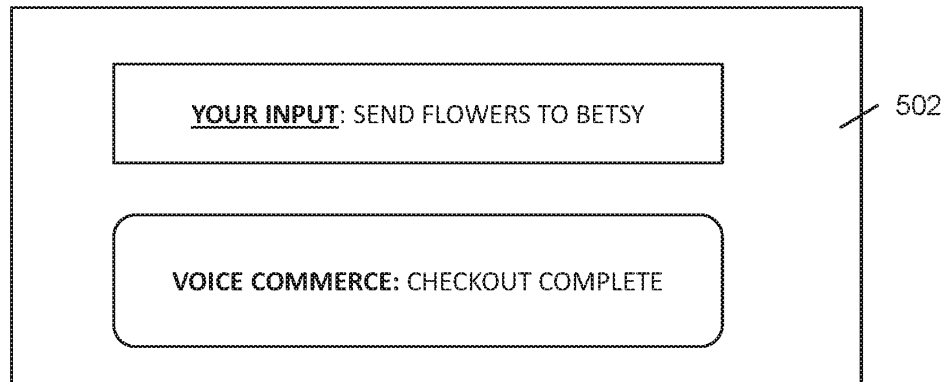 YOUR INPUT: SEND FLOWERS TO BETSY
502
VOICE COMMERCE: CHECKOUT COMPLETE